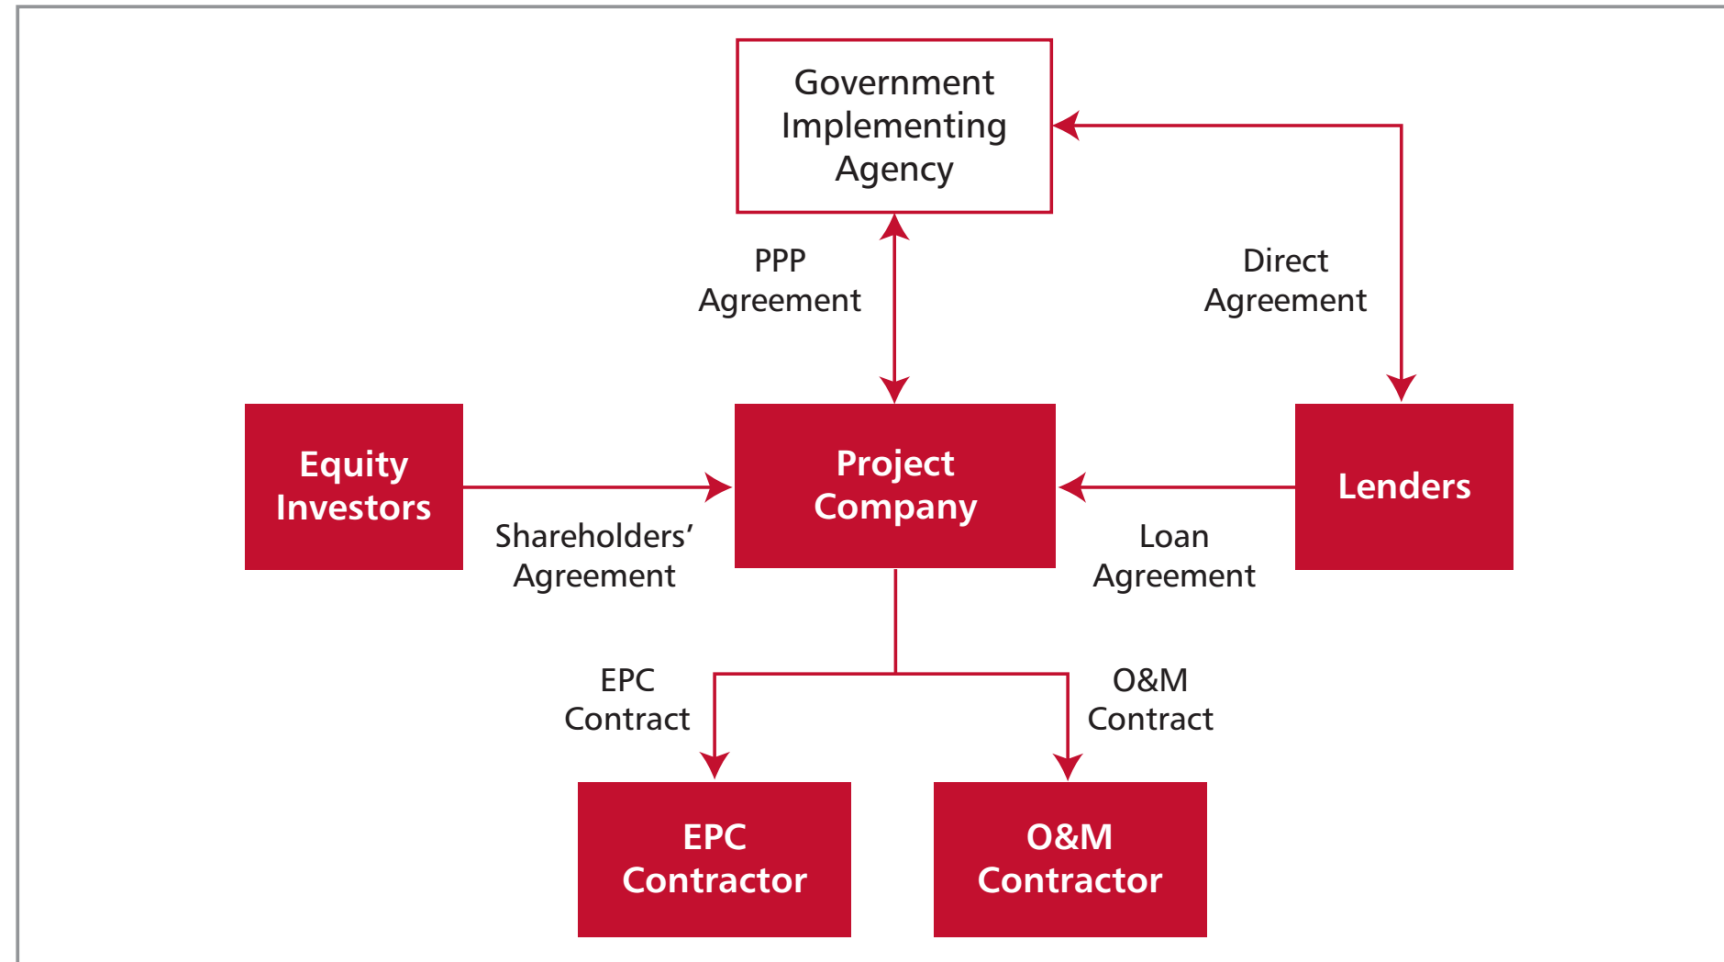 Government
Implementing
Agency
PPP
Agreement
Direct
Agreement
Equity
Investors
Project
Company
Lenders
Shareholders’
Agreement
Loan
Agreement
EPC
Contract
O&M
Contract
EPC
Contractor
O&M
Contractor